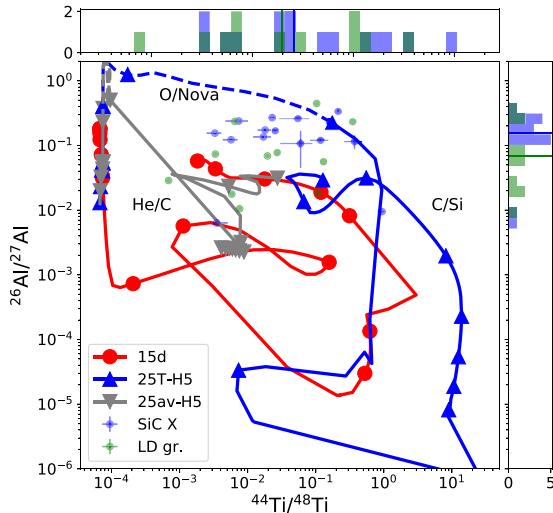 2
0
10⁰
10⁻¹
10⁻²
10⁻³
10⁻⁴
10⁻⁵
10⁻⁶
²⁶Al/²⁷Al
O/Nova
He/C
C/Si
15d
25T-H5
25av-H5
SiC X
LD gr.
10⁻⁴ 10⁻³ 10⁻² 10⁻¹ 10⁰ 10¹
⁴⁴Ti/⁴⁸Ti
0 5